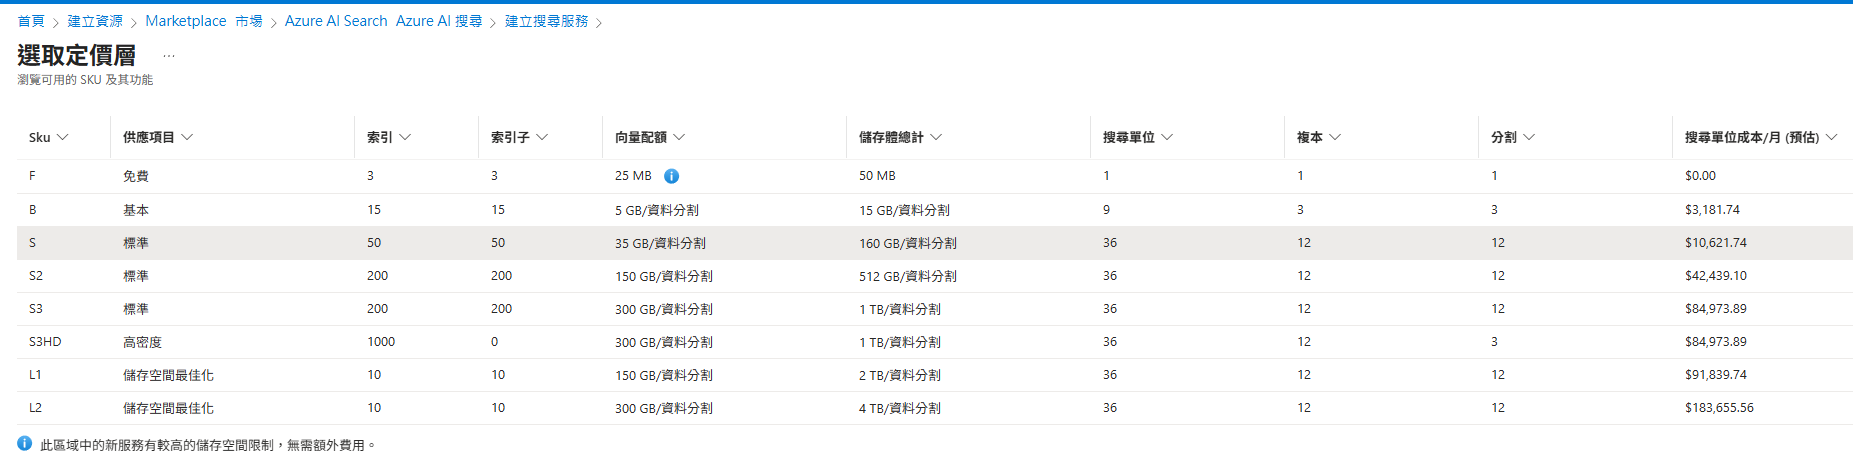 首頁 > 建立資源 > Marketplace 市場 > Azure AI Search Azure AI 搜尋 > 建立搜尋服務 >
選取定價層 ...
瀏覽可用的 SKU 及其功能
Sku 供應項目 索引 索引子 向量配額 儲存體總計 搜尋單位 複本 分割 搜尋單位成本/月 (預估)
F 免費 3 3 25 MB 50 MB 1 1 1 $0.00
B 基本 15 15 5 GB/資料分割 15 GB/資料分割 9 3 3 $3,181.74
S 標準 50 50 35 GB/資料分割 160 GB/資料分割 36 12 12 $10,621.74
S2 標準 200 200 150 GB/資料分割 512 GB/資料分割 36 12 12 $42,439.10
S3 標準 200 200 300 GB/資料分割 1 TB/資料分割 36 12 12 $84,973.89
S3HD 高密度 1000 0 300 GB/資料分割 1 TB/資料分割 36 12 3 $84,973.89
L1 儲存空間最佳化 10 10 150 GB/資料分割 2 TB/資料分割 36 12 12 $91,839.74
L2 儲存空間最佳化 10 10 300 GB/資料分割 4 TB/資料分割 36 12 12 $183,655.56
此區域中的新服務有較高的儲存空間限制，無需額外費用。